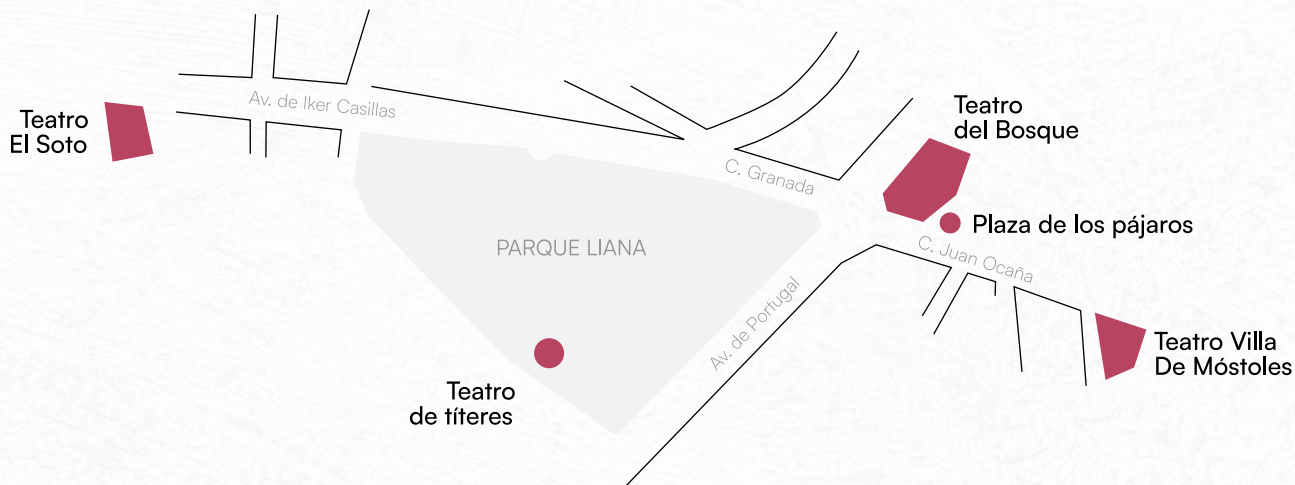 Teatro
El Soto
Av. de Iker Casillas
Teatro
del Bosque
C. Granada
Plaza de los pájaros
C. Juan Ocaña
PARQUE LIANA
Av. de Portugal
Teatro Villa
De Móstoles
Teatro
de títeres